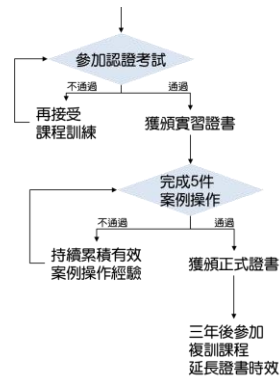 參加認證考試
不通過
通過
再接受
課程訓練
獲頒實習證書
完成5件
案例操作
不通過
通過
持續累積有效
案例操作經驗
獲頒正式證書
三年後參加
複訓課程
延長證書時效